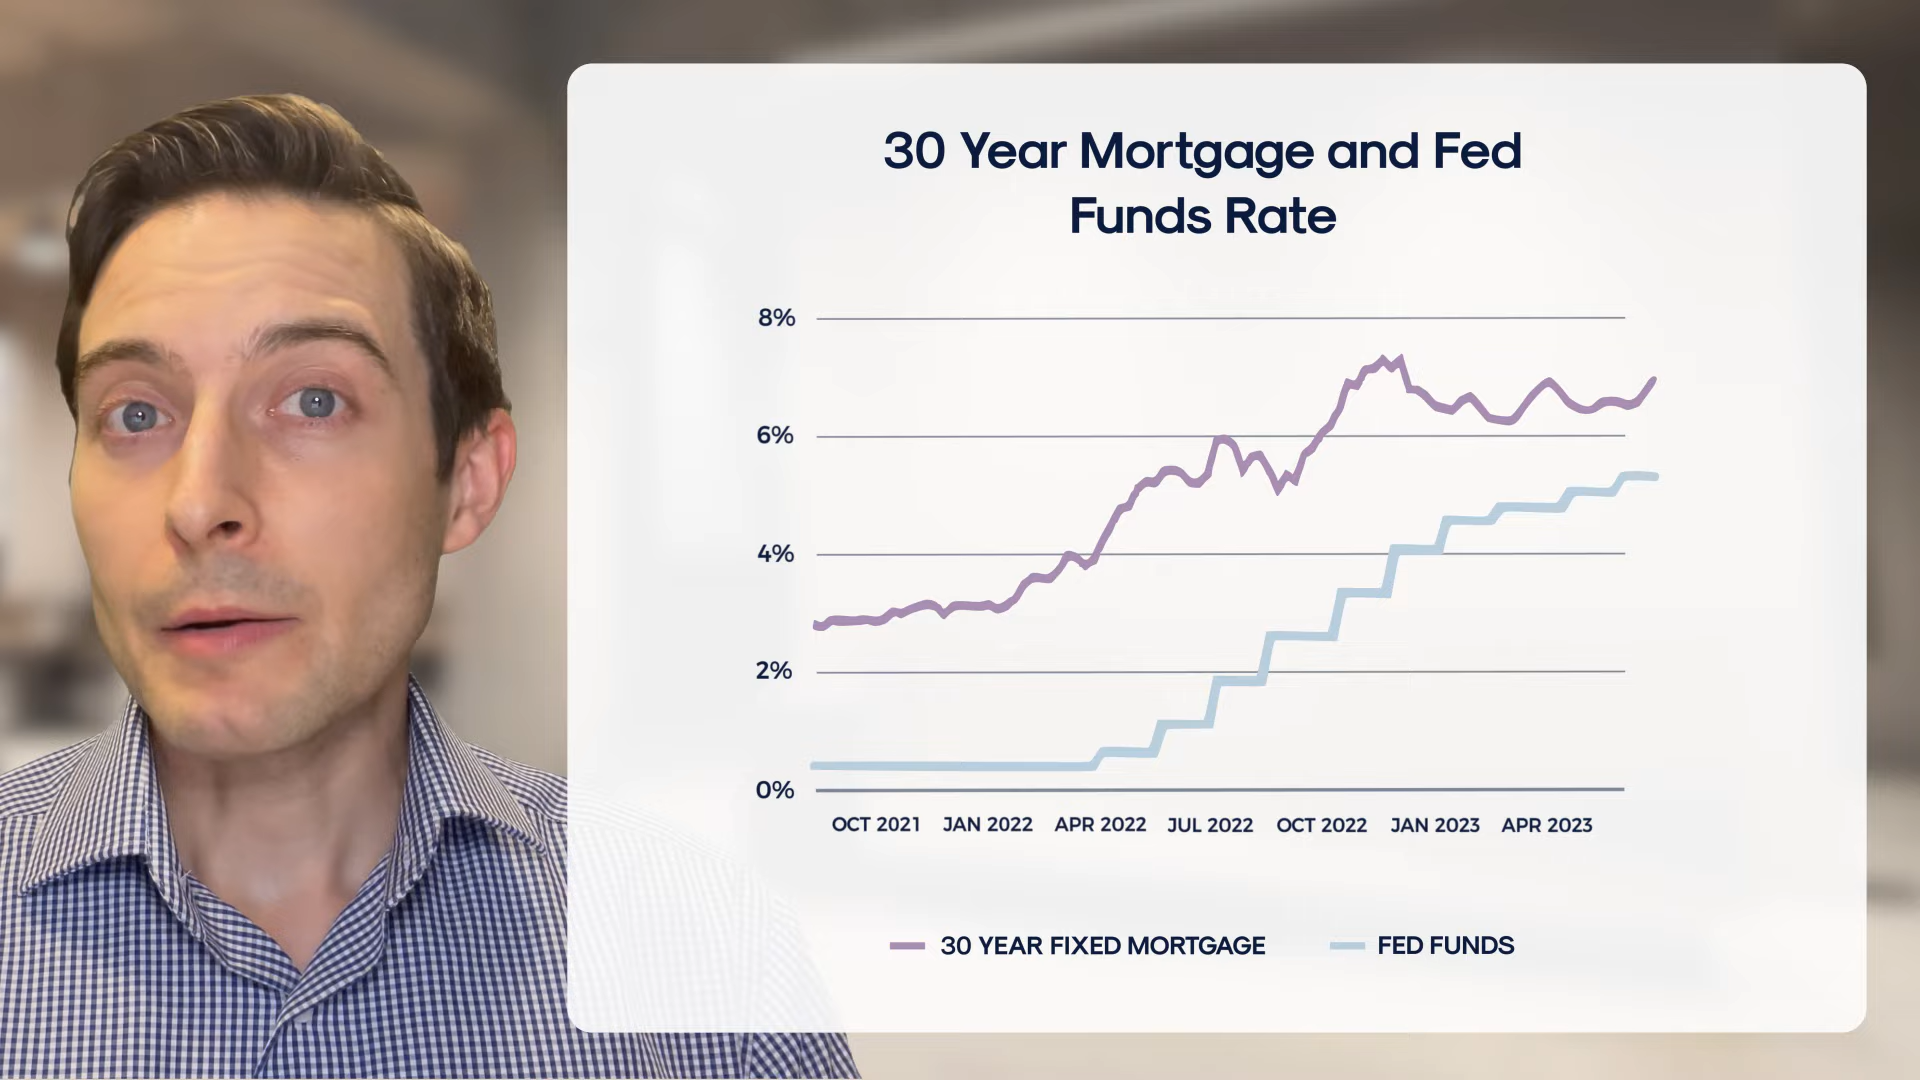 30 Year Mortgage and Fed
Funds Rate
8%
6%
4%
2%
0%
OCT 2021 JAN 2022 APR 2022 JUL 2022 OCT 2022 JAN 2023 APR 2023
30 YEAR FIXED MORTGAGE FED FUNDS